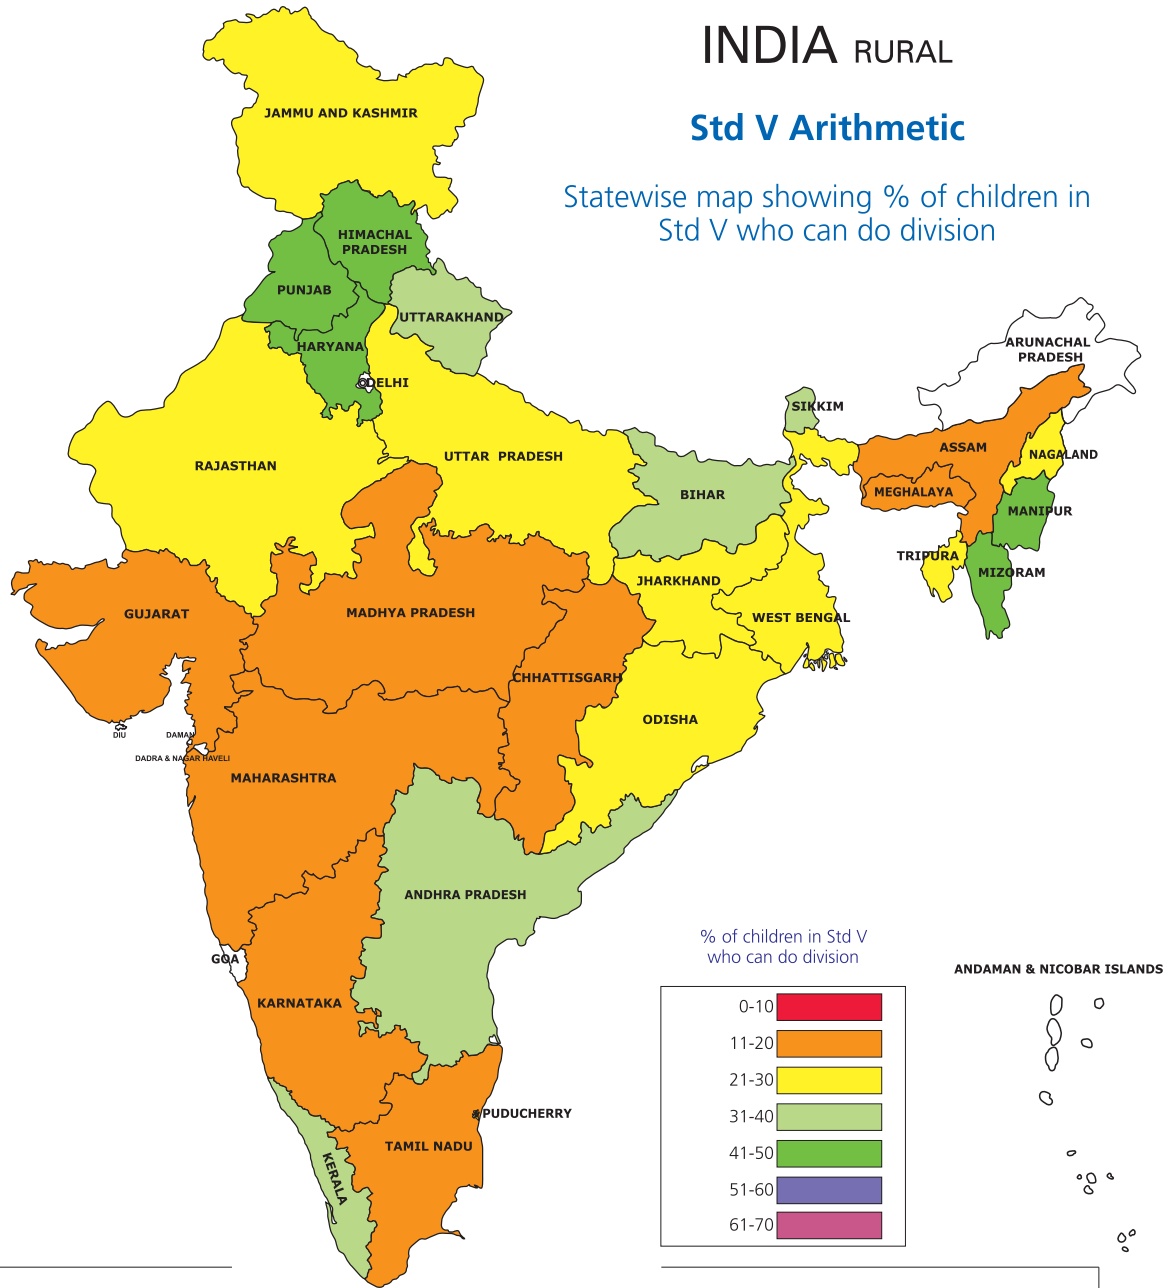 INDIA RURAL
Std V Arithmetic
Statewise map showing % of children in
Std V who can do division
JAMMU AND KASHMIR
HIMACHAL
PRADESH
PUNJAB
UTTARAKHAND
HARYANA
DELHI
ARUNACHAL
PRADESH
SIKKIM
ASSAM
NAGALAND
RAJASTHAN
UTTAR PRADESH
BIHAR
MEGHALAYA
MANIPUR
TRIPURA
MIZORAM
JHARKHAND
GUJARAT
MADHYA PRADESH
WEST BENGAL
CHHATTISGARH
ODISHA
DIU
DAMAN
DADRA & NAGAR HAVELI
MAHARASHTRA
ANDHRA PRADESH
GOA
KARNATAKA
PUDUCHERRY
TAMIL NADU
KERALA
% of children in Std V
who can do division
0-10
11-20
21-30
31-40
41-50
51-60
61-70
ANDAMAN & NICOBAR ISLANDS